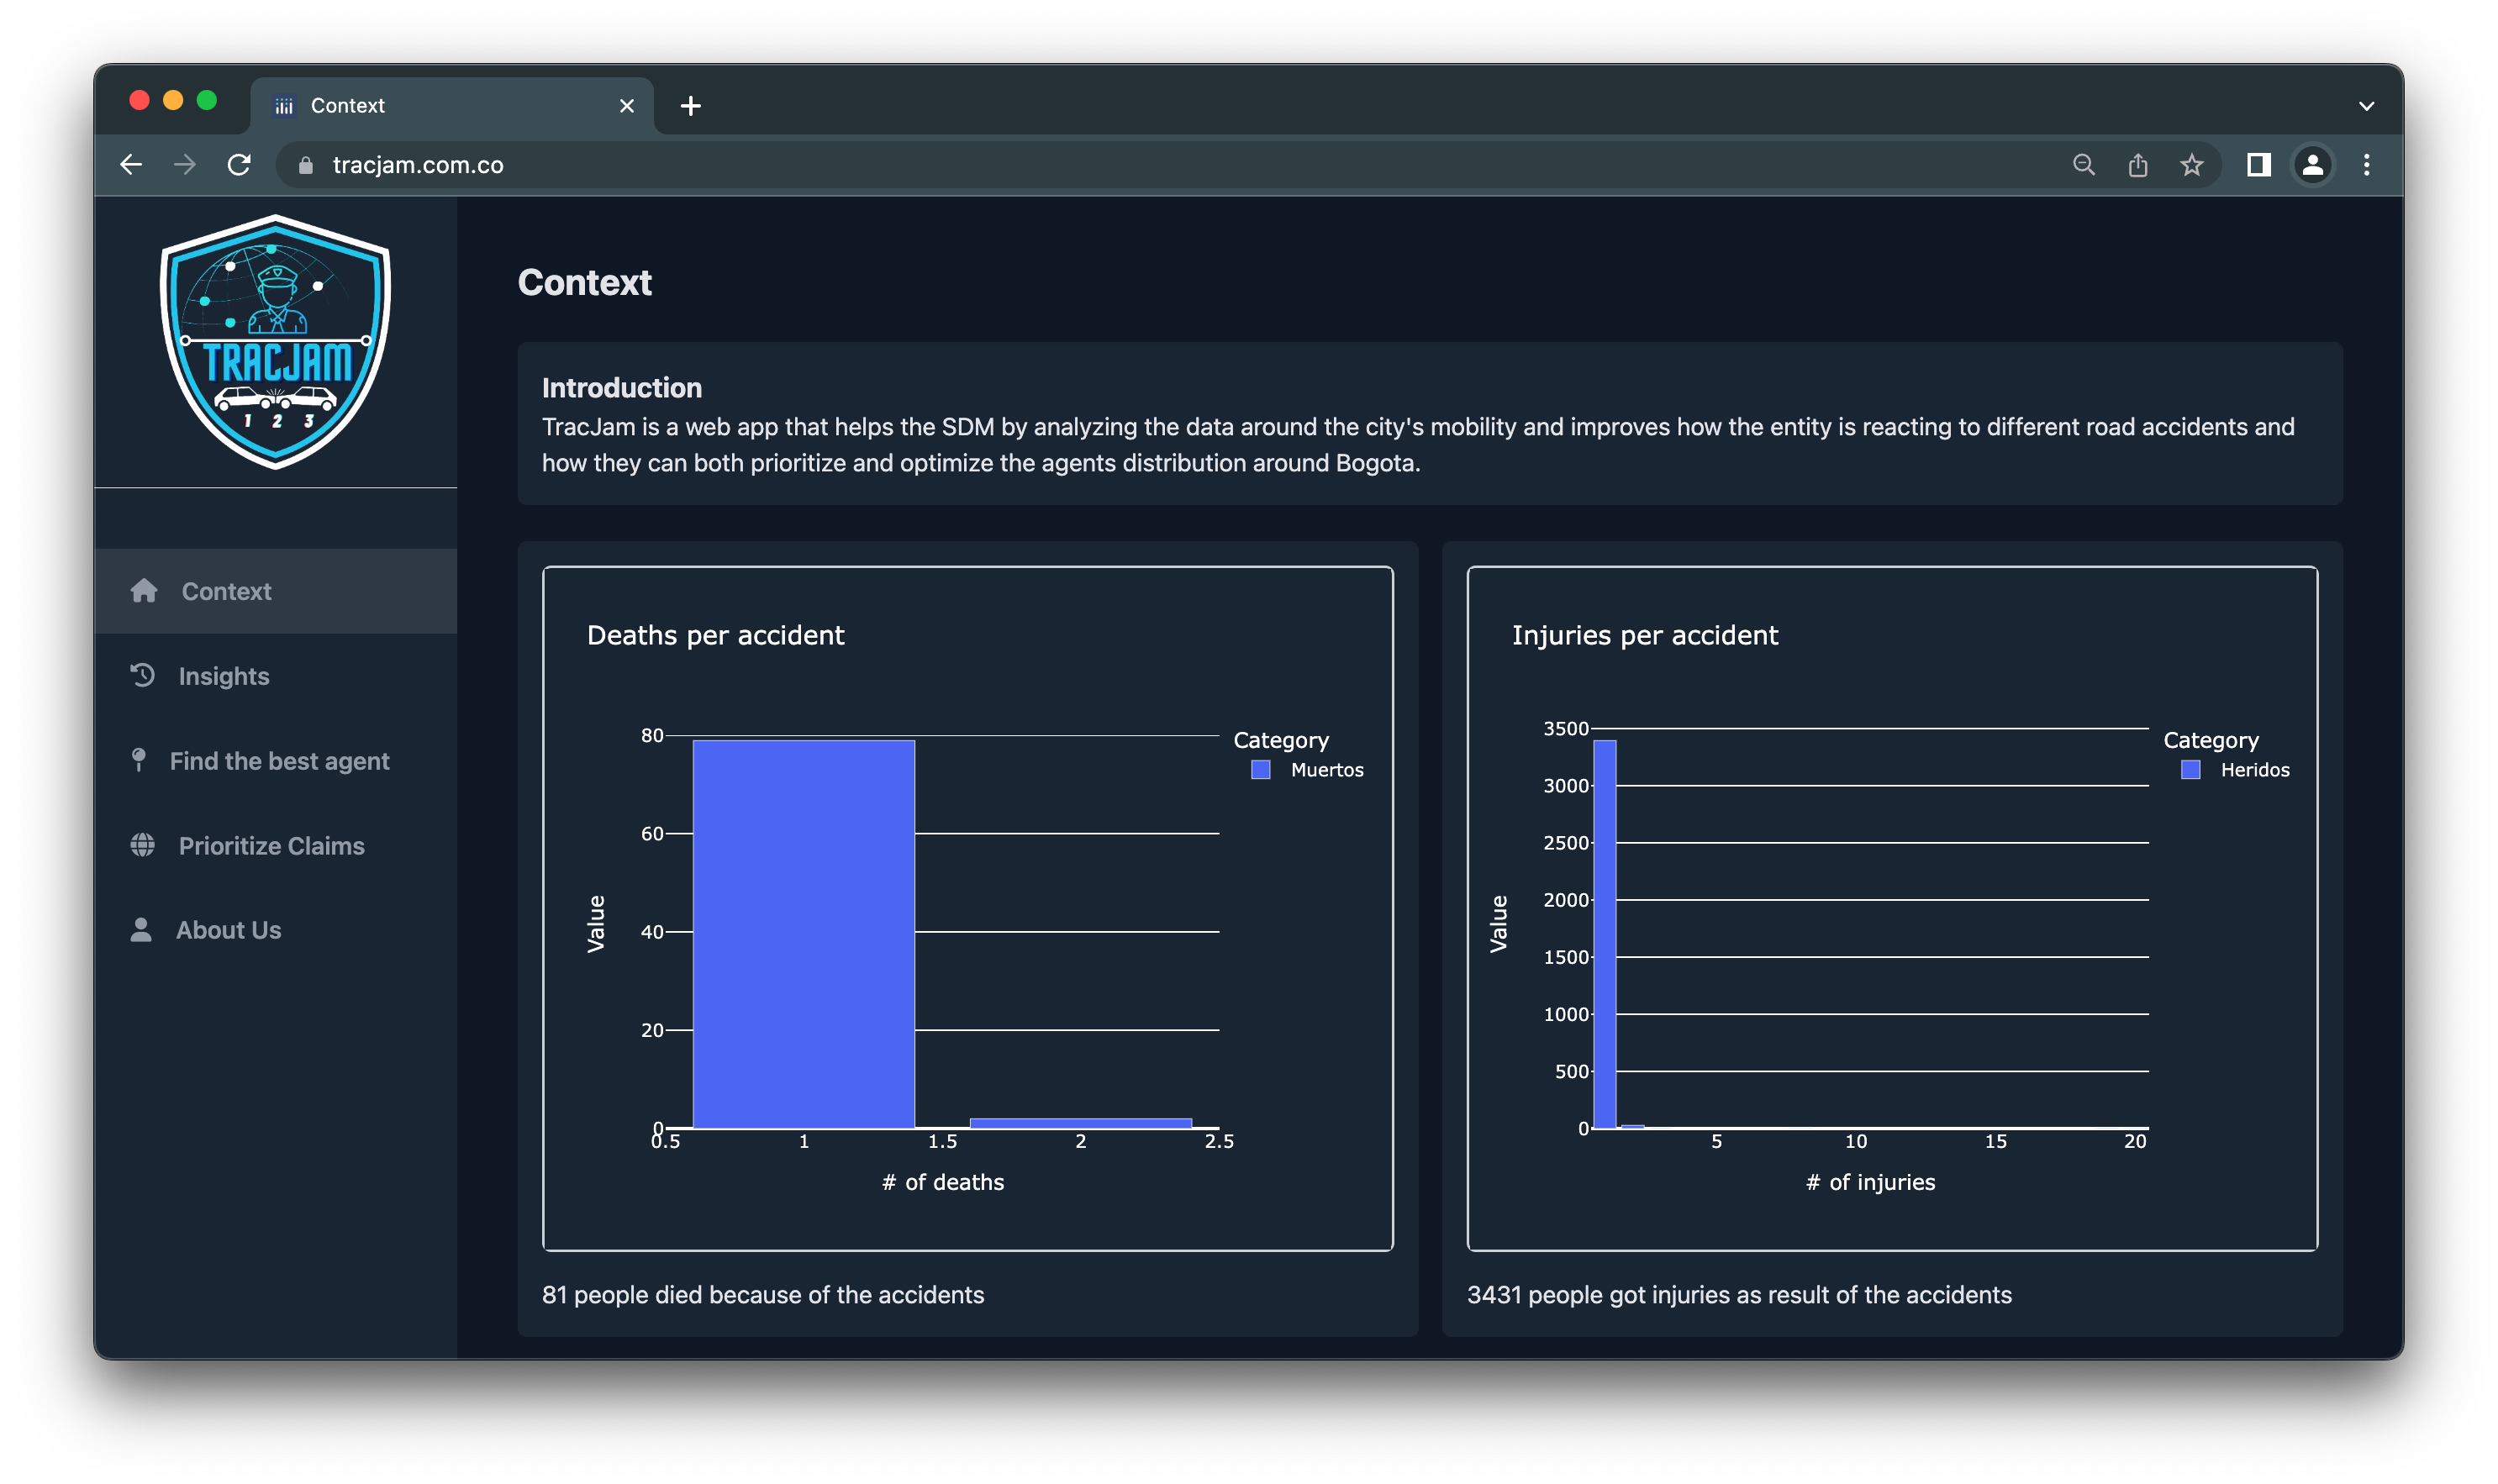 Context
tracjam.com.co
TRACJAM
1 2 3
Context
Insights
Find the best agent
Prioritize Claims
About Us
Context
Introduction
TracJam is a web app that helps the SDM by analyzing the data around the city's mobility and improves how the entity is reacting to different road accidents and
how they can both prioritize and optimize the agents distribution around Bogota.
Deaths per accident
80
60
40
20
0
Value
0.5 1 1.5 2 2.5
# of deaths
Category
Muertos
81 people died because of the accidents
Injuries per accident
3500
3000
2500
2000
1500
1000
500
0
Value
5 10 15 20
# of injuries
Category
Heridos
3431 people got injuries as result of the accidents